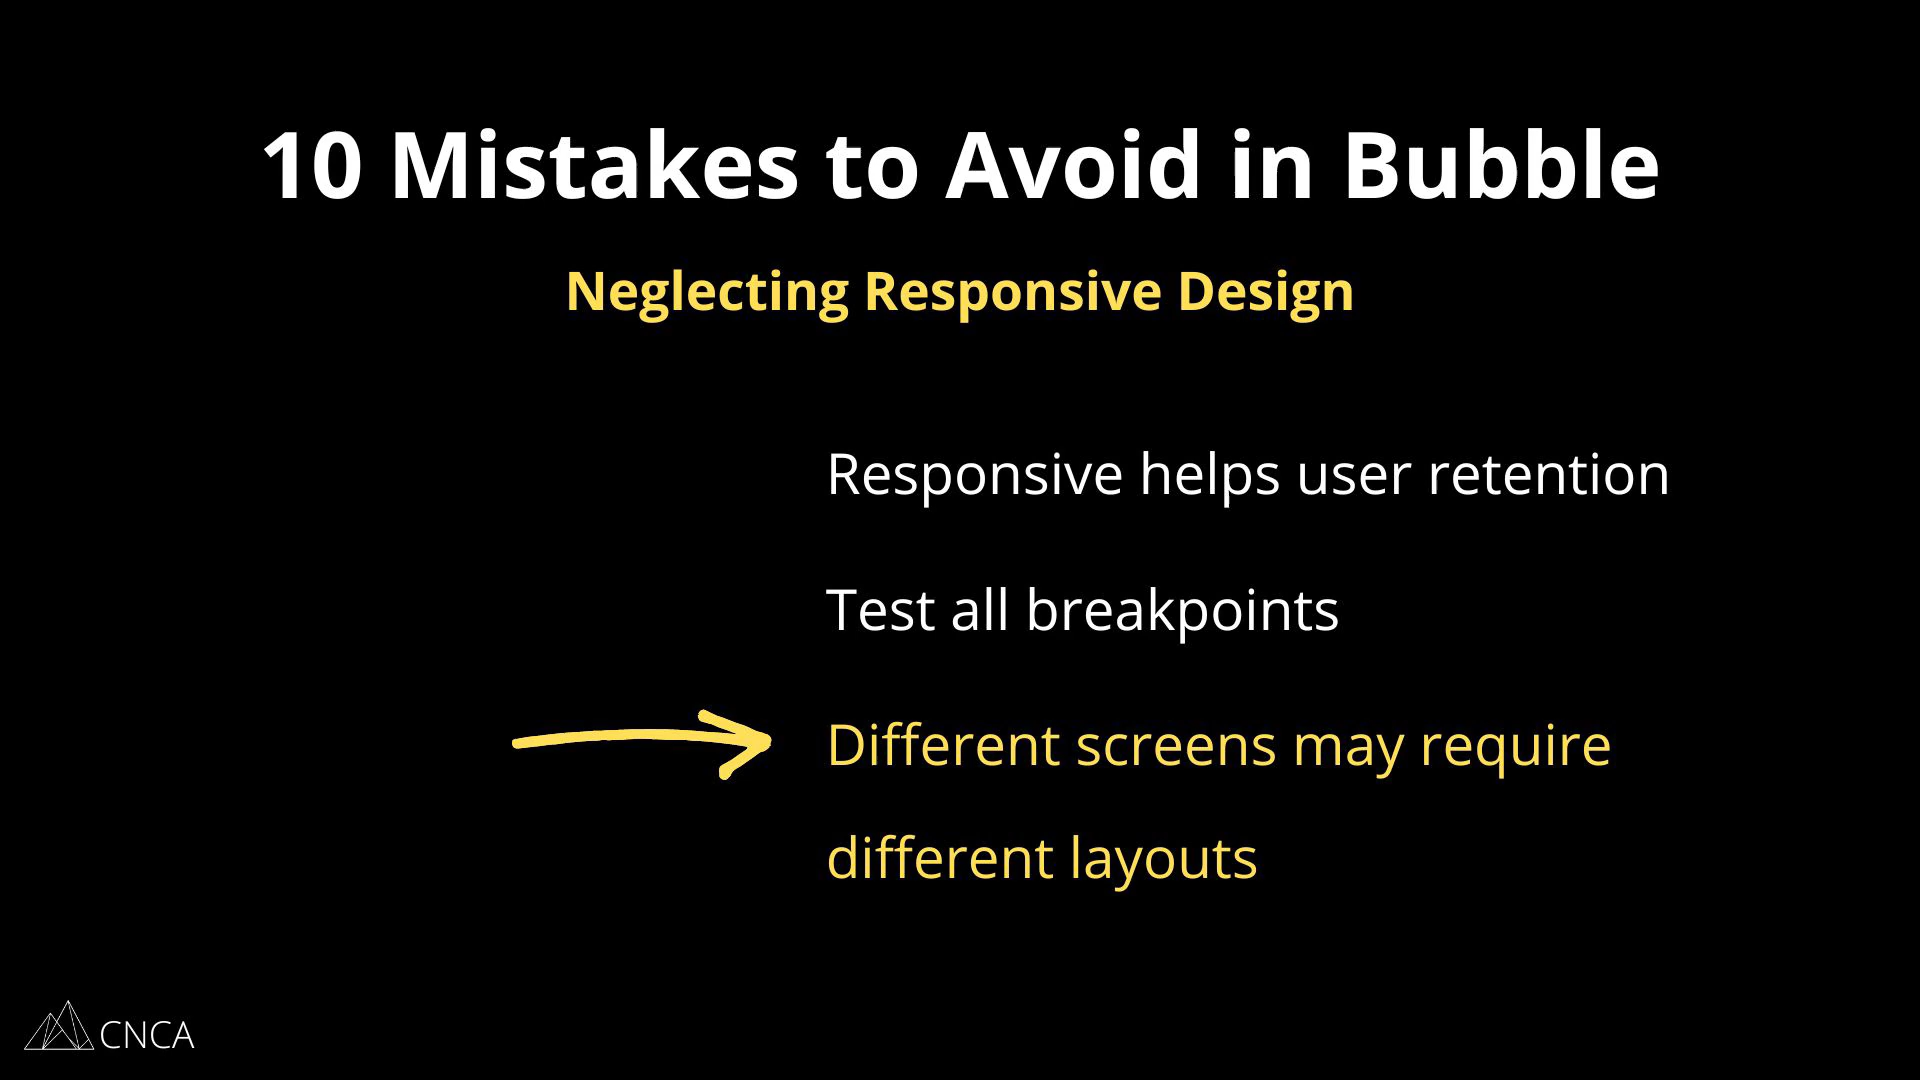 10 Mistakes to Avoid in Bubble
Neglecting Responsive Design
Responsive helps user retention
Test all breakpoints
Different screens may require
different layouts
CNCA